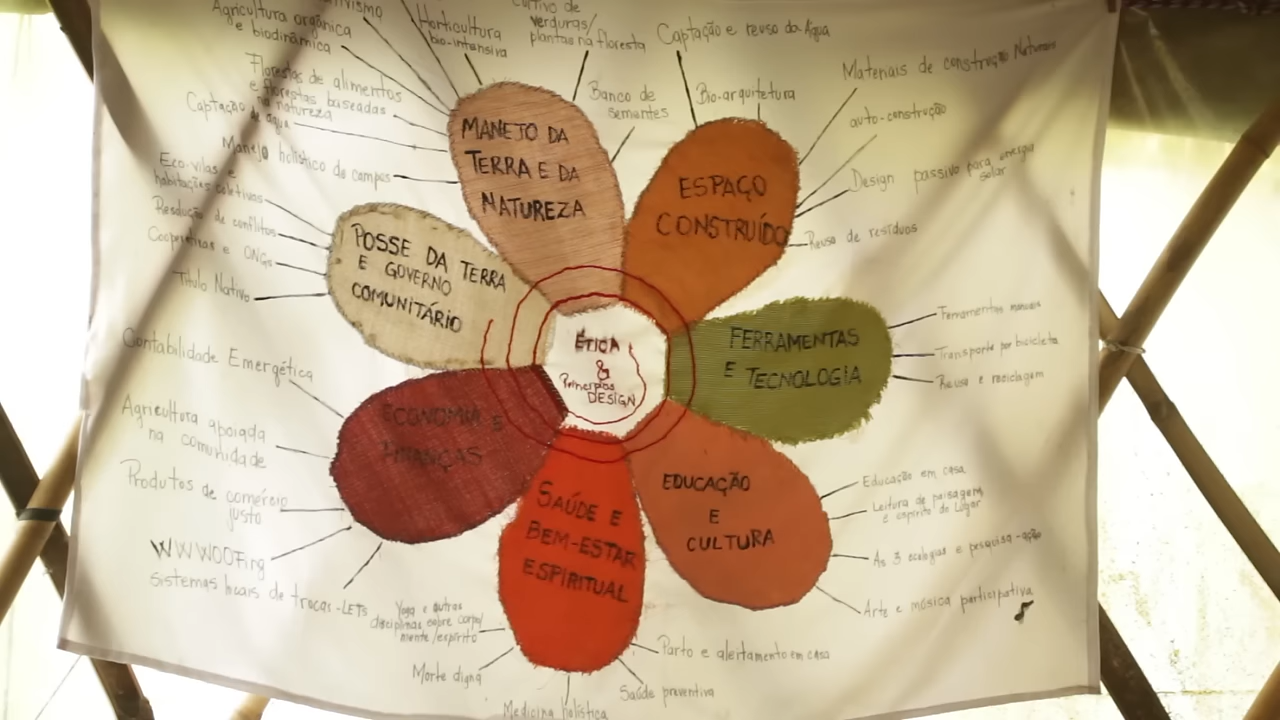 Agricultura orgânica
e biodinâmica
Horticultura
bio-intensiva
Cultivo de
verduras/
plantas na floresta
Captação e reuso da Água
Materiais de construção Naturais
Florestas de alimentos
e florestas baseadas
na natureza
Captação
de água
Banco de
sementes
Bio-arquitetura
auto-construção
Manejo holístico de campos
MANEJO DA
TERRA E DA
NATUREZA
ESPAÇO
CONSTRUÍDO
Design passivo para energia
solar
Reuso de resíduos
Eco-vilas e
habitações coletivas
Resolução de conflitos
Cooperativas e ONGs
Título Nativo
POSSE DA TERRA
E GOVERNO
COMUNITÁRIO
ÉTICA
&
Princípios
DESIGN
FERRAMENTAS
E TECNOLOGIA
Ferramentas manuais
Transporte por bicicleta
Reuso e reciclagem
Contabilidade Emergética
Agricultura apoiada
na comunidade
Produtos de comércio
justo
WWWOOFing
sistemas locais de trocas-LETs
ECONOMIA E
FINANÇAS
SAÚDE E
BEM-ESTAR
ESPIRITUAL
EDUCAÇÃO
E
CULTURA
Educação em casa
Leitura de paisagem
e espírito de Lugar
As 3 ecologias e pesquisa-ação
Arte e música participativa
Yoga e outras
disciplinas sobre corpo/
mente/espírito
Morte digna
Medicina holística
Saúde preventiva
Parto e aleitamento em casa